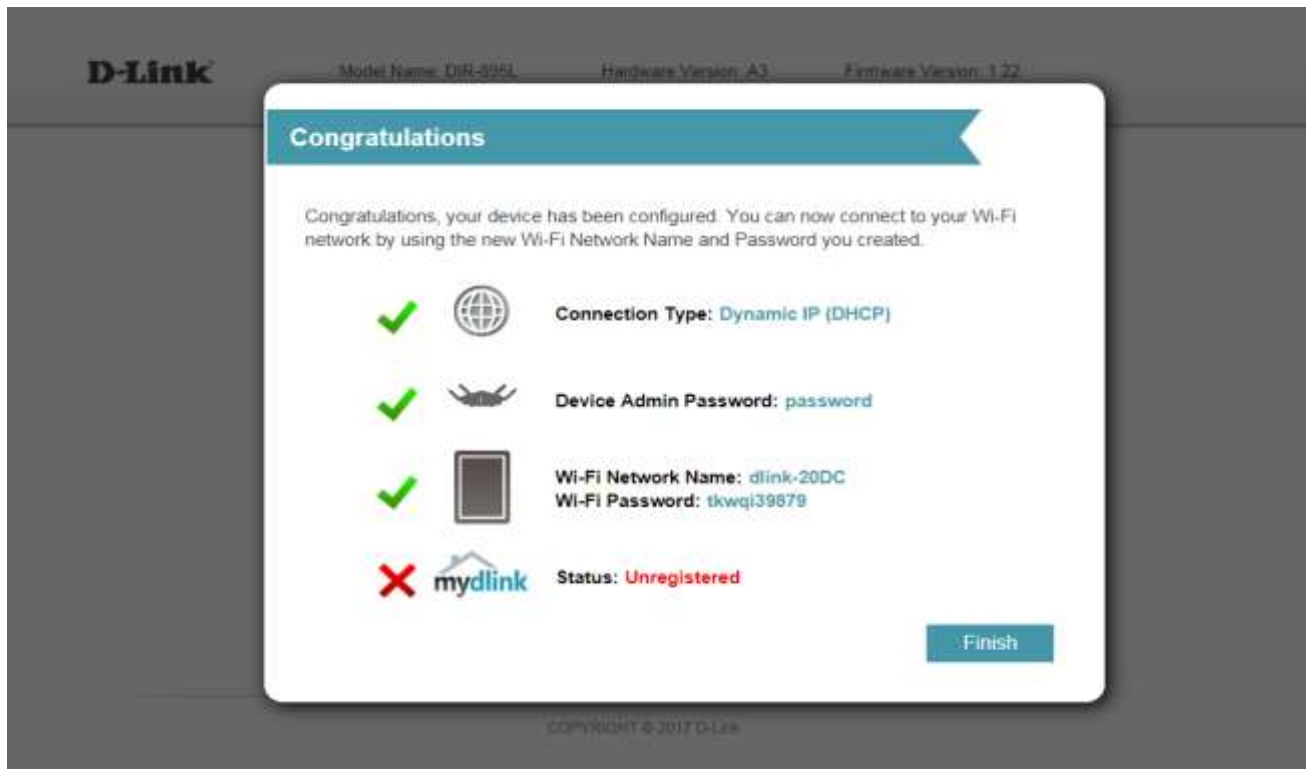 D-Link
Model Name: DIR-895L Hardware Version: A3 Firmware Version: 1.22
Congratulations
Congratulations, your device has been configured. You can now connect to your Wi-Fi
network by using the new Wi-Fi Network Name and Password you created.
Connection Type: Dynamic IP (DHCP)
Device Admin Password: password
Wi-Fi Network Name: dlink-20DC
Wi-Fi Password: tkwqi39879
mydlink Status: Unregistered
Finish
COPYRIGHT © 2017 D-Link